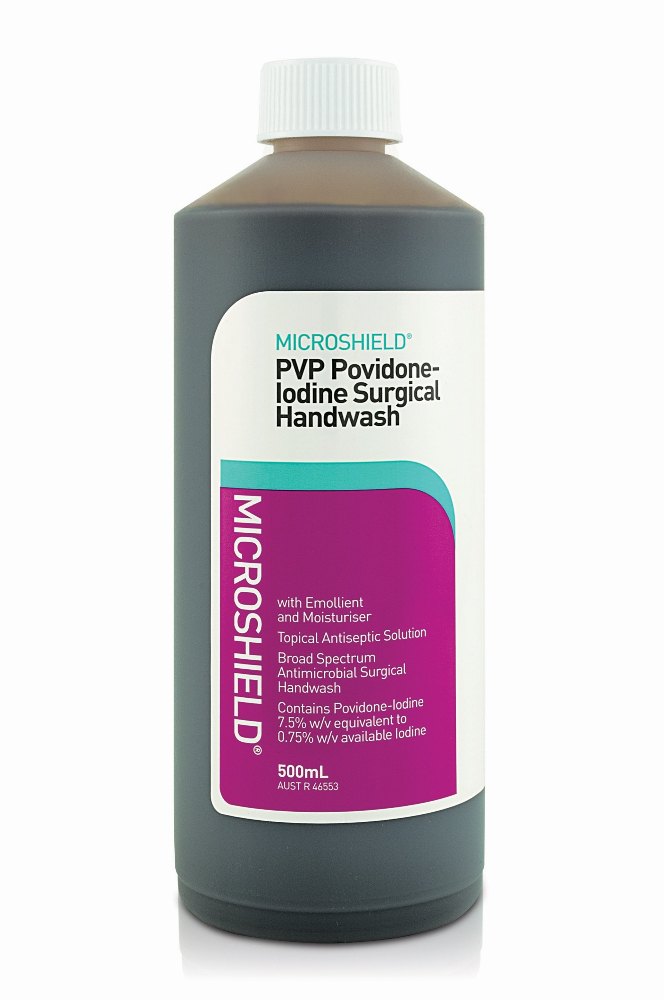 MICROSHIELD®
PVP Povidone-
Iodine Surgical
Handwash
MICROSHIELD®
with Emollient
and Moisturiser
Topical Antiseptic Solution
Broad Spectrum
Antimicrobial Surgical
Handwash
Contains Povidone-Iodine
7.5% w/v equivalent to
0.75% w/v available Iodine
500mL
AUST R 46553